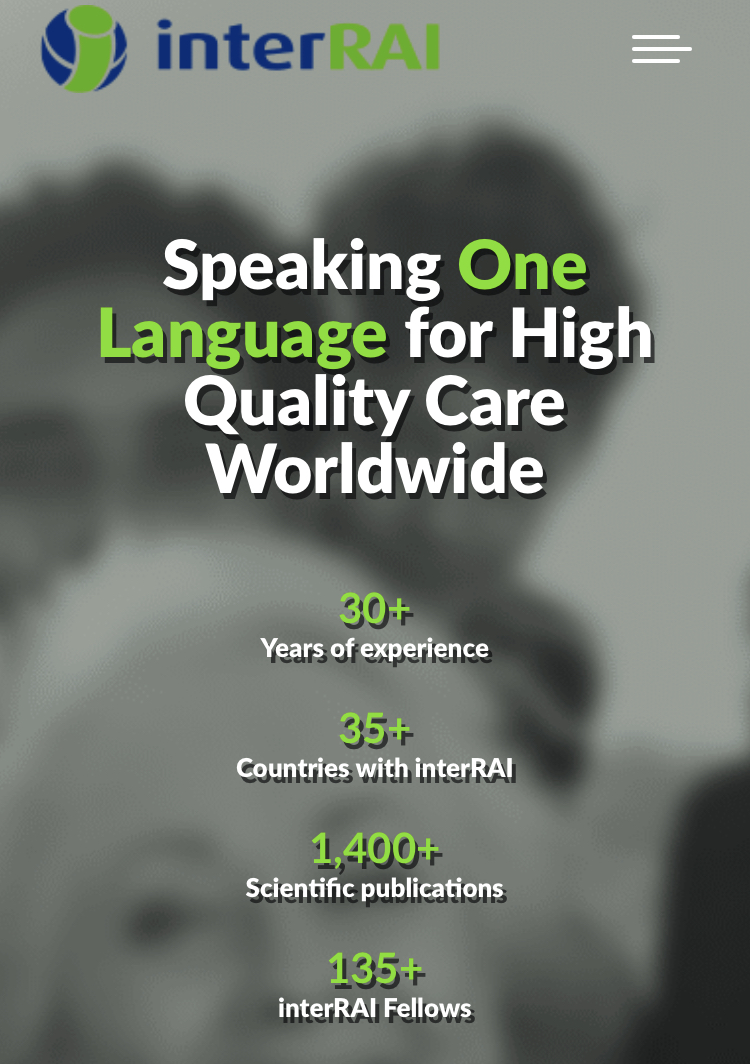 interRAI
Speaking One
Language for High
Quality Care
Worldwide
30+
Years of experience
35+
Countries with interRAI
1,400+
Scientific publications
135+
interRAI Fellows